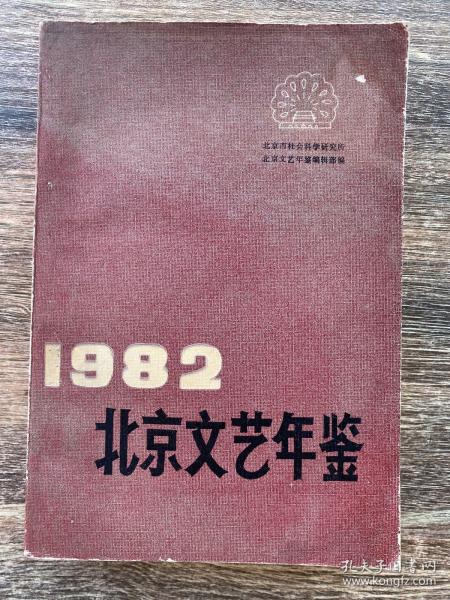 北京市社会科学研究所
北京文艺年鉴编辑部编
1982
北京文艺年鉴
孔夫子旧书网
www.kongfz.com